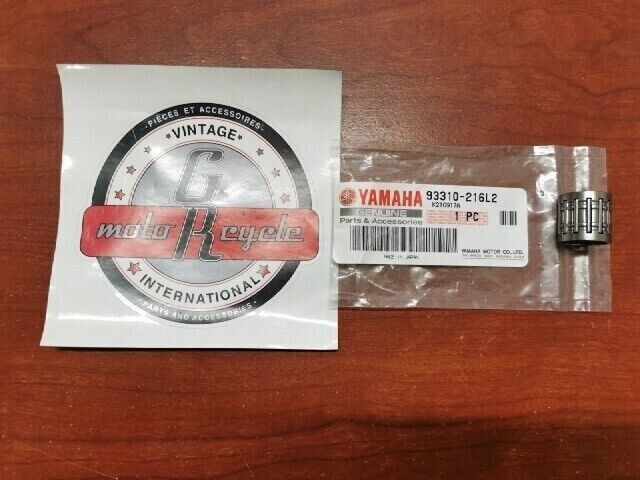 PIÈCES ET ACCESSOIRES
VINTAGE
G
moto R cycle
INTERNATIONAL
PARTS AND ACCESSORIES
YAMAHA
GENUINE
Parts & Accessories
93310-216L2
1 PC
MADE IN JAPAN
YAMAHA MOTOR CO., LTD.